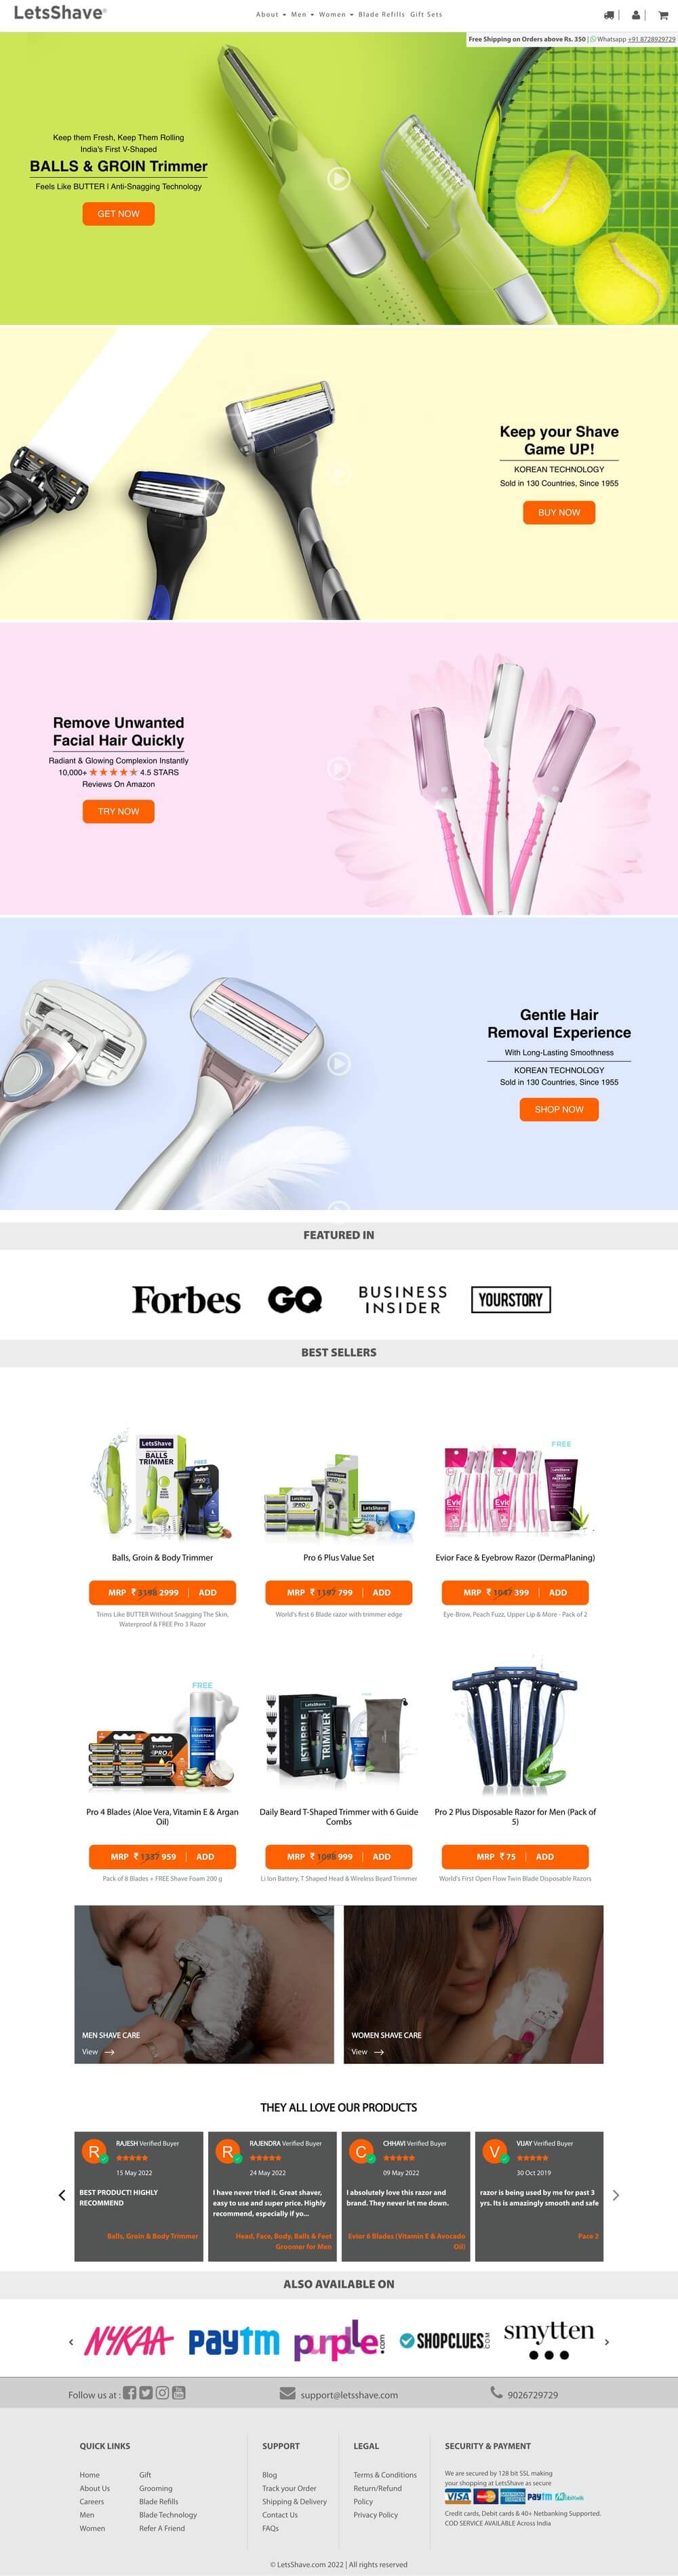 LetsShave®
About Men Women Blade Refills Gift Sets
Free Shipping on Orders above Rs. 350 | Whatsapp +91 8728929729
Keep them Fresh, Keep Them Rolling
India's First V-Shaped
BALLS & GROIN Trimmer
Feels Like BUTTER I Anti-Snagging Technology
GET NOW
Keep your Shave
Game UP!
KOREAN TECHNOLOGY
Sold in 130 Countries, Since 1955
BUY NOW
Remove Unwanted
Facial Hair Quickly
Radiant & Glowing Complexion Instantly
10,000+ ★★★★★ 4.5 STARS
Reviews On Amazon
TRY NOW
Gentle Hair
Removal Experience
With Long-Lasting Smoothness
KOREAN TECHNOLOGY
Sold in 130 Countries, Since 1955
SHOP NOW
FEATURED IN
Forbes GQ BUSINESS INSIDER YOURSTORY
BEST SELLERS
LetsShave
BALLS
TRIMMER
FREE
LetsShave
FREE
Balls, Groin & Body Trimmer
Pro 6 Plus Value Set
Evior Face & Eyebrow Razor (DermaPlaning)
MRP ₹ 3198 2999 | ADD
MRP ₹ 1197 799 | ADD
MRP ₹ 1047 399 | ADD
Trims Like BUTTER Without Snagging The Skin,
Waterproof & FREE Pro 3 Razor
World's first 6 Blade razor with trimmer edge
Eye-Brow, Peach Fuzz, Upper Lip & More - Pack of 2
FREE
PRO4
LetsShave
STUBBLE
TRIMMER
Pro 4 Blades (Aloe Vera, Vitamin E & Argan
Oil)
Daily Beard T-Shaped Trimmer with 6 Guide
Combs
Pro 2 Plus Disposable Razor for Men (Pack of
5)
MRP ₹ 1337 959 | ADD
MRP ₹ 1098 999 | ADD
MRP ₹ 75 | ADD
Pack of 8 Blades + FREE Shave Foam 200 g
Li Ion Battery, T Shaped Head & Wireless Beard Trimmer
World's First Open Flow Twin Blade Disposable Razors
MEN SHAVE CARE
View →
WOMEN SHAVE CARE
View →
THEY ALL LOVE OUR PRODUCTS
R
RAJESH Verified Buyer
15 May 2022
BEST PRODUCT! HIGHLY
RECOMMEND
Balls, Groin & Body Trimmer
R
RAJENDRA Verified Buyer
24 May 2022
I have never tried it. Great shaver,
easy to use and super price. Highly
recommend, especially if yo...
Head, Face, Body, Balls & Feet
Groomer for Men
C
CHHAVI Verified Buyer
09 May 2022
I absolutely love this razor and
brand. They never let me down.
Evior 6 Blades (Vitamin E & Avocado
Oil)
V
VIJAY Verified Buyer
30 Oct 2019
razor is being used by me for past 3
yrs. Its is amazingly smooth and safe
Pace 2
ALSO AVAILABLE ON
NYKAA paytm purplle.com SHOPCLUES.COM smytten
Follow us at :
support@letsshave.com
9026729729
QUICK LINKS
Home
About Us
Careers
Men
Women
Gift
Grooming
Blade Refills
Blade Technology
Refer A Friend
SUPPORT
Blog
Track your Order
Shipping & Delivery
Contact Us
FAQs
LEGAL
Terms & Conditions
Return/Refund
Policy
Privacy Policy
SECURITY & PAYMENT
We are secured by 128 bit SSL making
your shopping at LetsShave as secure
VISA MasterCard AMERICAN EXPRESS Paytm Mobikwik
Credit cards, Debit cards & 40+ Netbanking Supported.
COD SERVICE AVAILABLE Across India
© LetsShave.com 2022 | All rights reserved